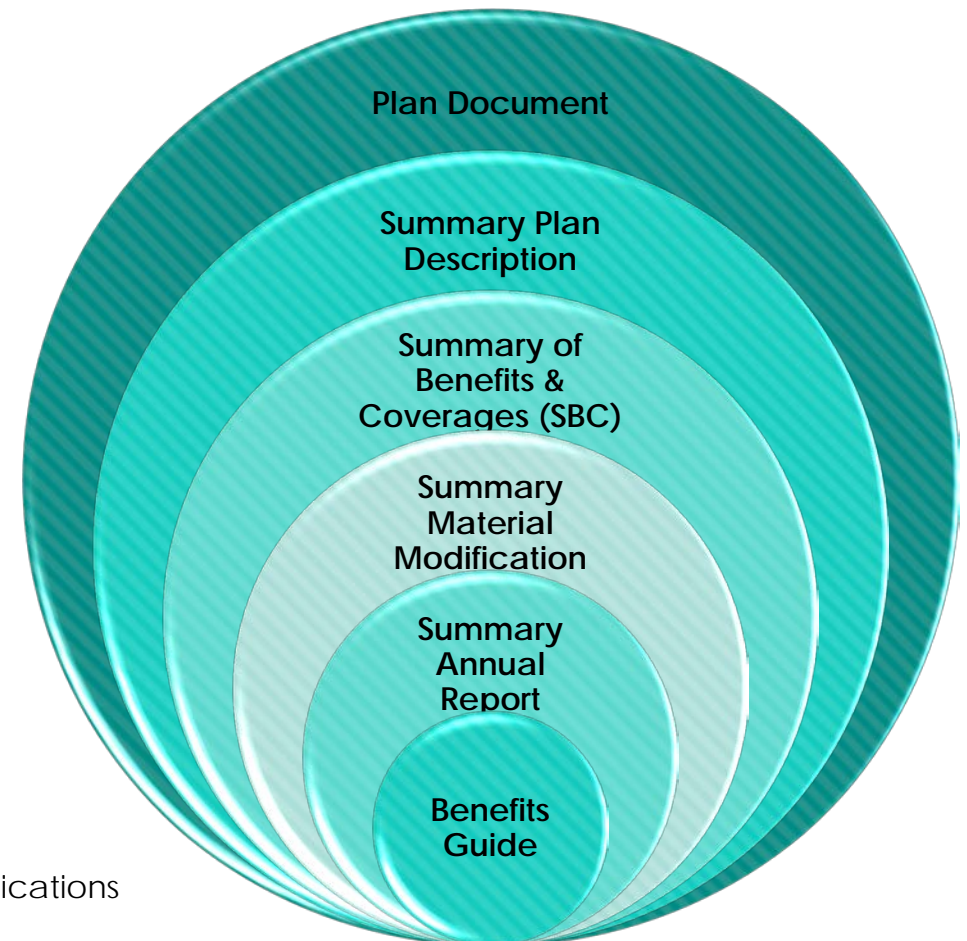 Plan Document
Summary Plan
Description
Summary of
Benefits &
Coverages (SBC)
Summary
Material
Modification
Summary
Annual
Report
Benefits
Guide
ications